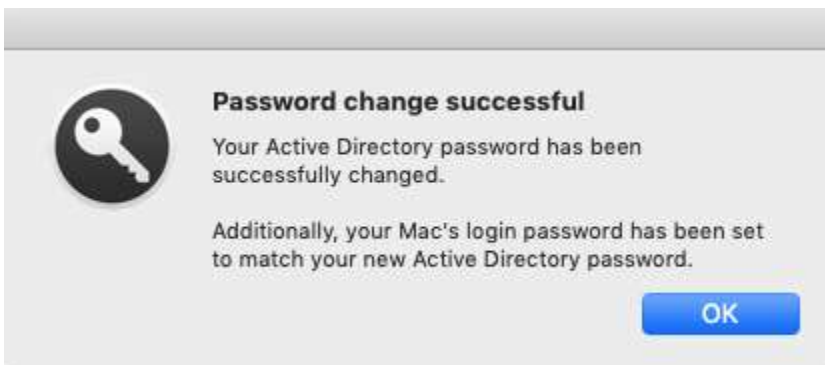 Password change successful
Your Active Directory password has been
successfully changed.
Additionally, your Mac's login password has been set
to match your new Active Directory password.
OK